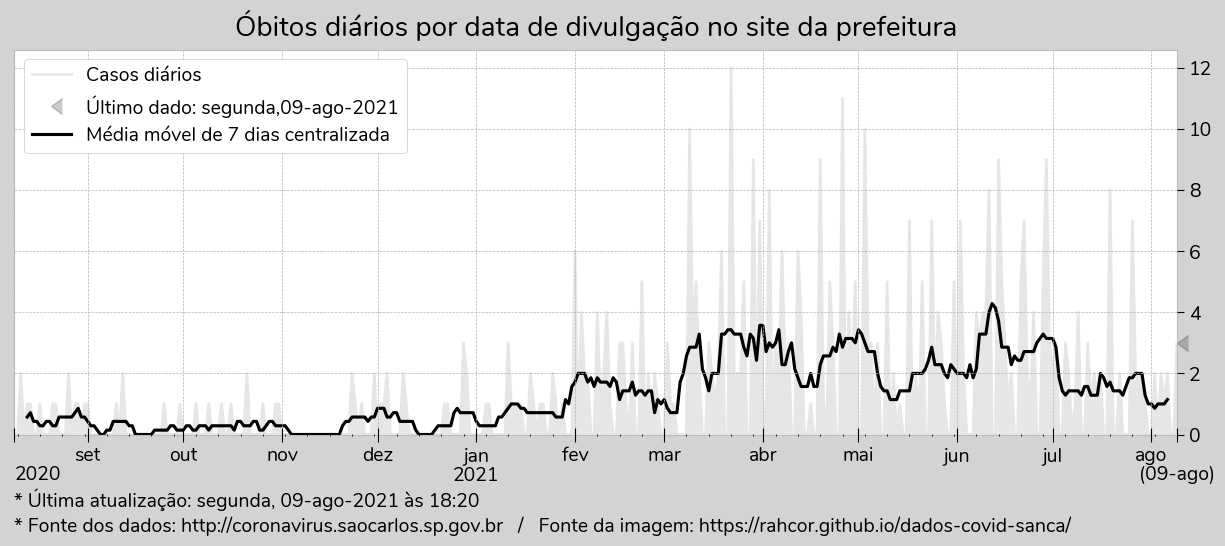 Óbitos diários por data de divulgação no site da prefeitura
Casos diários
Último dado: segunda,09-ago-2021
Média móvel de 7 dias centralizada
12
10
8
6
4
2
0
set out nov dez jan fev mar abr mai jun jul ago
2020 2021 (09-ago)
* Última atualização: segunda, 09-ago-2021 às 18:20
* Fonte dos dados: http://coronavirus.saocarlos.sp.gov.br / Fonte da imagem: https://rahcor.github.io/dados-covid-sanca/